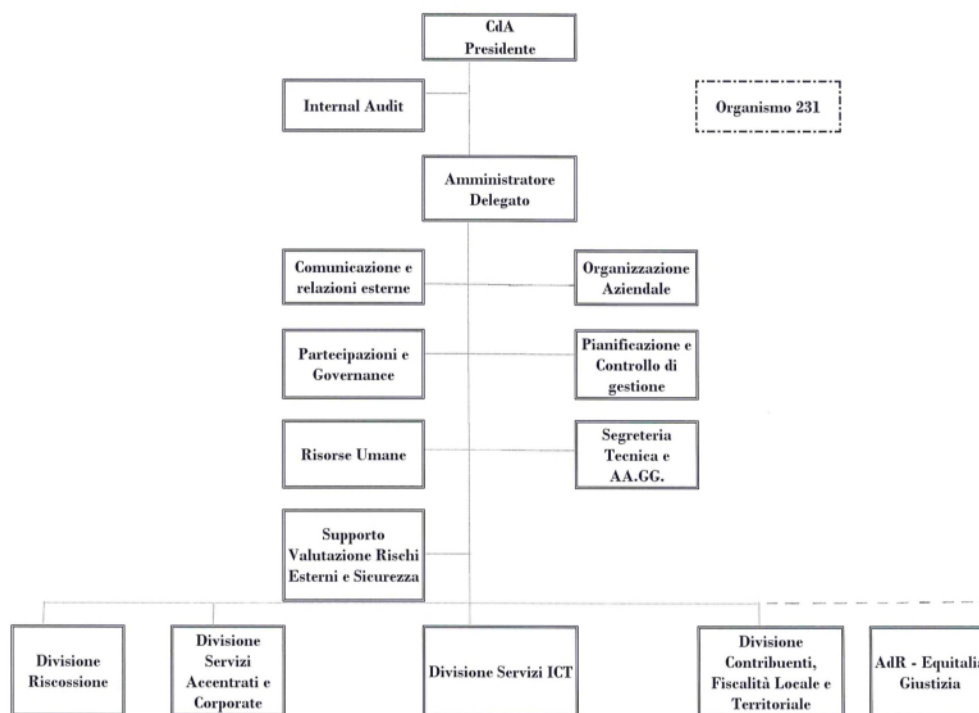 CdA
Presidente
Internal Audit
Organismo 231
Amministratore
Delegato
Comunicazione e
relazioni esterne
Organizzazione
Aziendale
Partecipazioni e
Governance
Pianificazione e
Controllo di
gestione
Risorse Umane
Segreteria
Tecnica e
AA.GG.
Supporto
Valutazione Rischi
Esterni e Sicurezza
Divisione
Riscossione
Divisione
Servizi
Accentrati e
Corporate
Divisione Servizi ICT
Divisione
Contribuenti,
Fiscalità Locale e
Territoriale
AdR - Equitalia
Giustizia